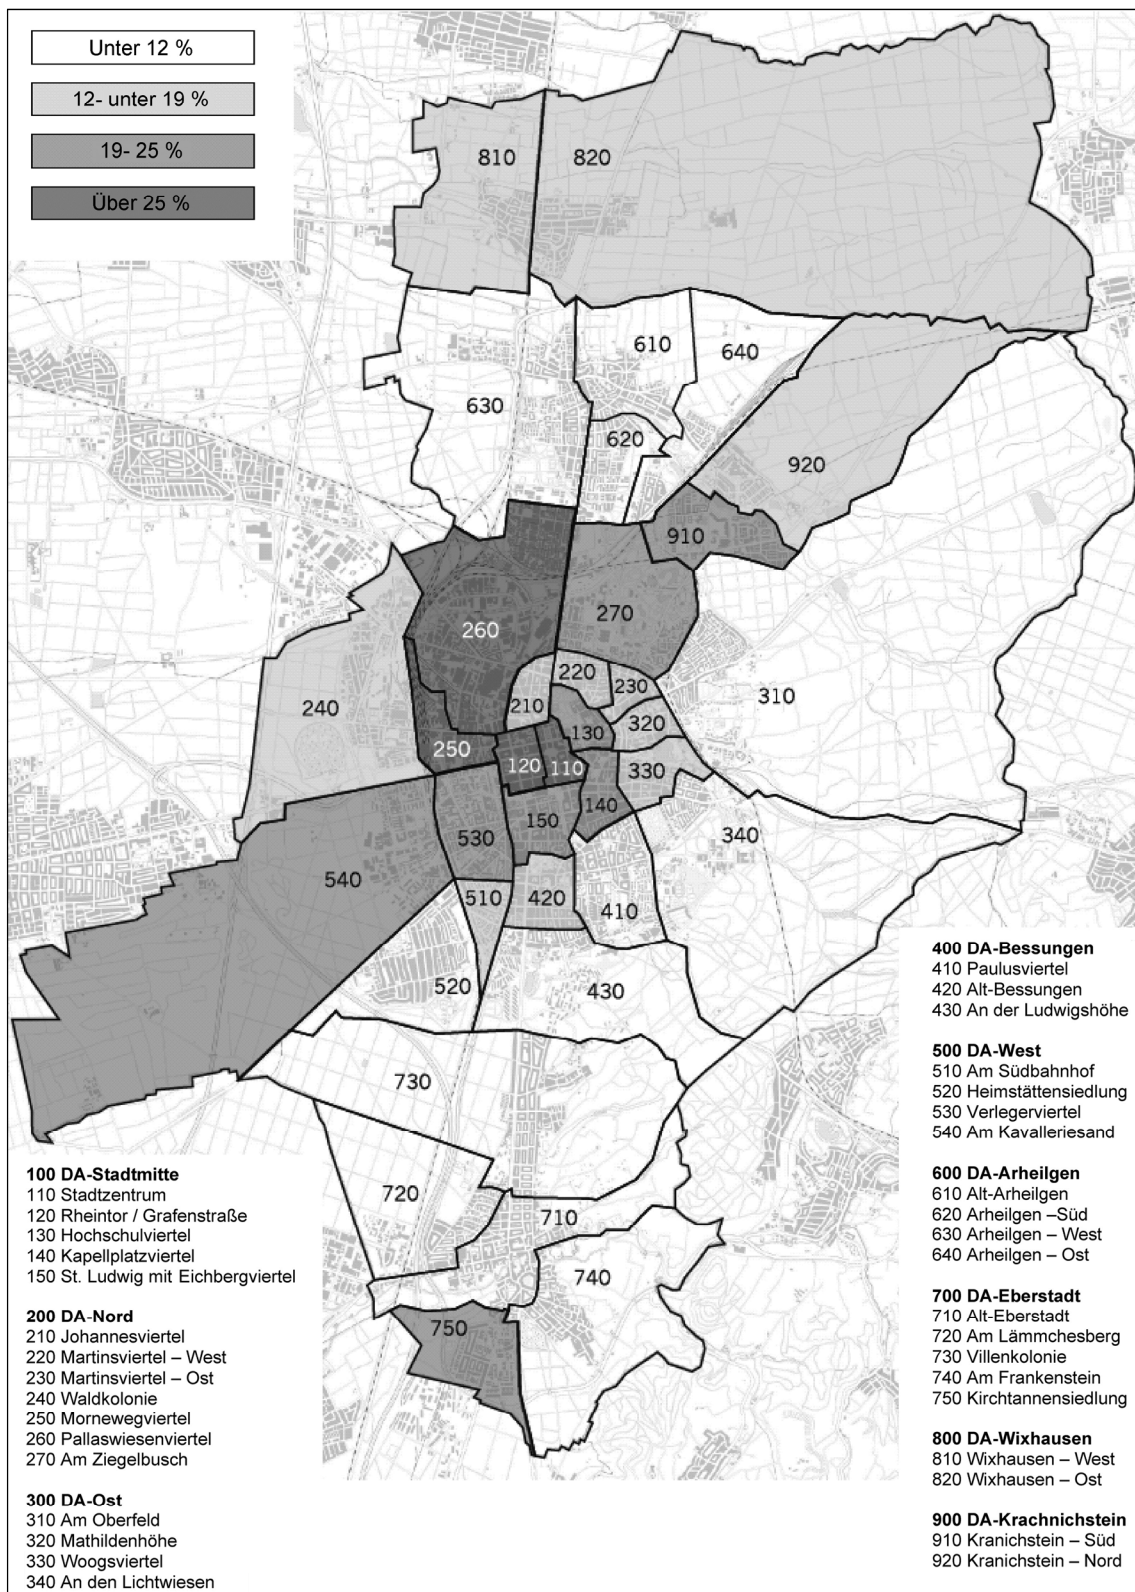 Unter 12 %
12- unter 19 %
19- 25 %
Über 25 %
810
820
610
640
630
620
920
910
270
260
220
230
310
240
210
320
130
250
120
110
330
140
150
340
530
540
510
420
410
520
430
730
720
710
740
750
100 DA-Stadtmitte
110 Stadtzentrum
120 Rheintor / Grafenstraße
130 Hochschulviertel
140 Kapellplatzviertel
150 St. Ludwig mit Eichbergviertel
200 DA-Nord
210 Johannesviertel
220 Martinsviertel – West
230 Martinsviertel – Ost
240 Waldkolonie
250 Mornewegviertel
260 Pallaswiesenviertel
270 Am Ziegelbusch
300 DA-Ost
310 Am Oberfeld
320 Mathildenhöhe
330 Woogsviertel
340 An den Lichtwiesen
400 DA-Bessungen
410 Paulusviertel
420 Alt-Bessungen
430 An der Ludwigshöhe
500 DA-West
510 Am Südbahnhof
520 Heimstättensiedlung
530 Verlegerviertel
540 Am Kavalleriesand
600 DA-Arheilgen
610 Alt-Arheilgen
620 Arheilgen –Süd
630 Arheilgen – West
640 Arheilgen – Ost
700 DA-Eberstadt
710 Alt-Eberstadt
720 Am Lämmchesberg
730 Villenkolonie
740 Am Frankenstein
750 Kirchtannensiedlung
800 DA-Wixhausen
810 Wixhausen – West
820 Wixhausen – Ost
900 DA-Krachnichstein
910 Kranichstein – Süd
920 Kranichstein – Nord